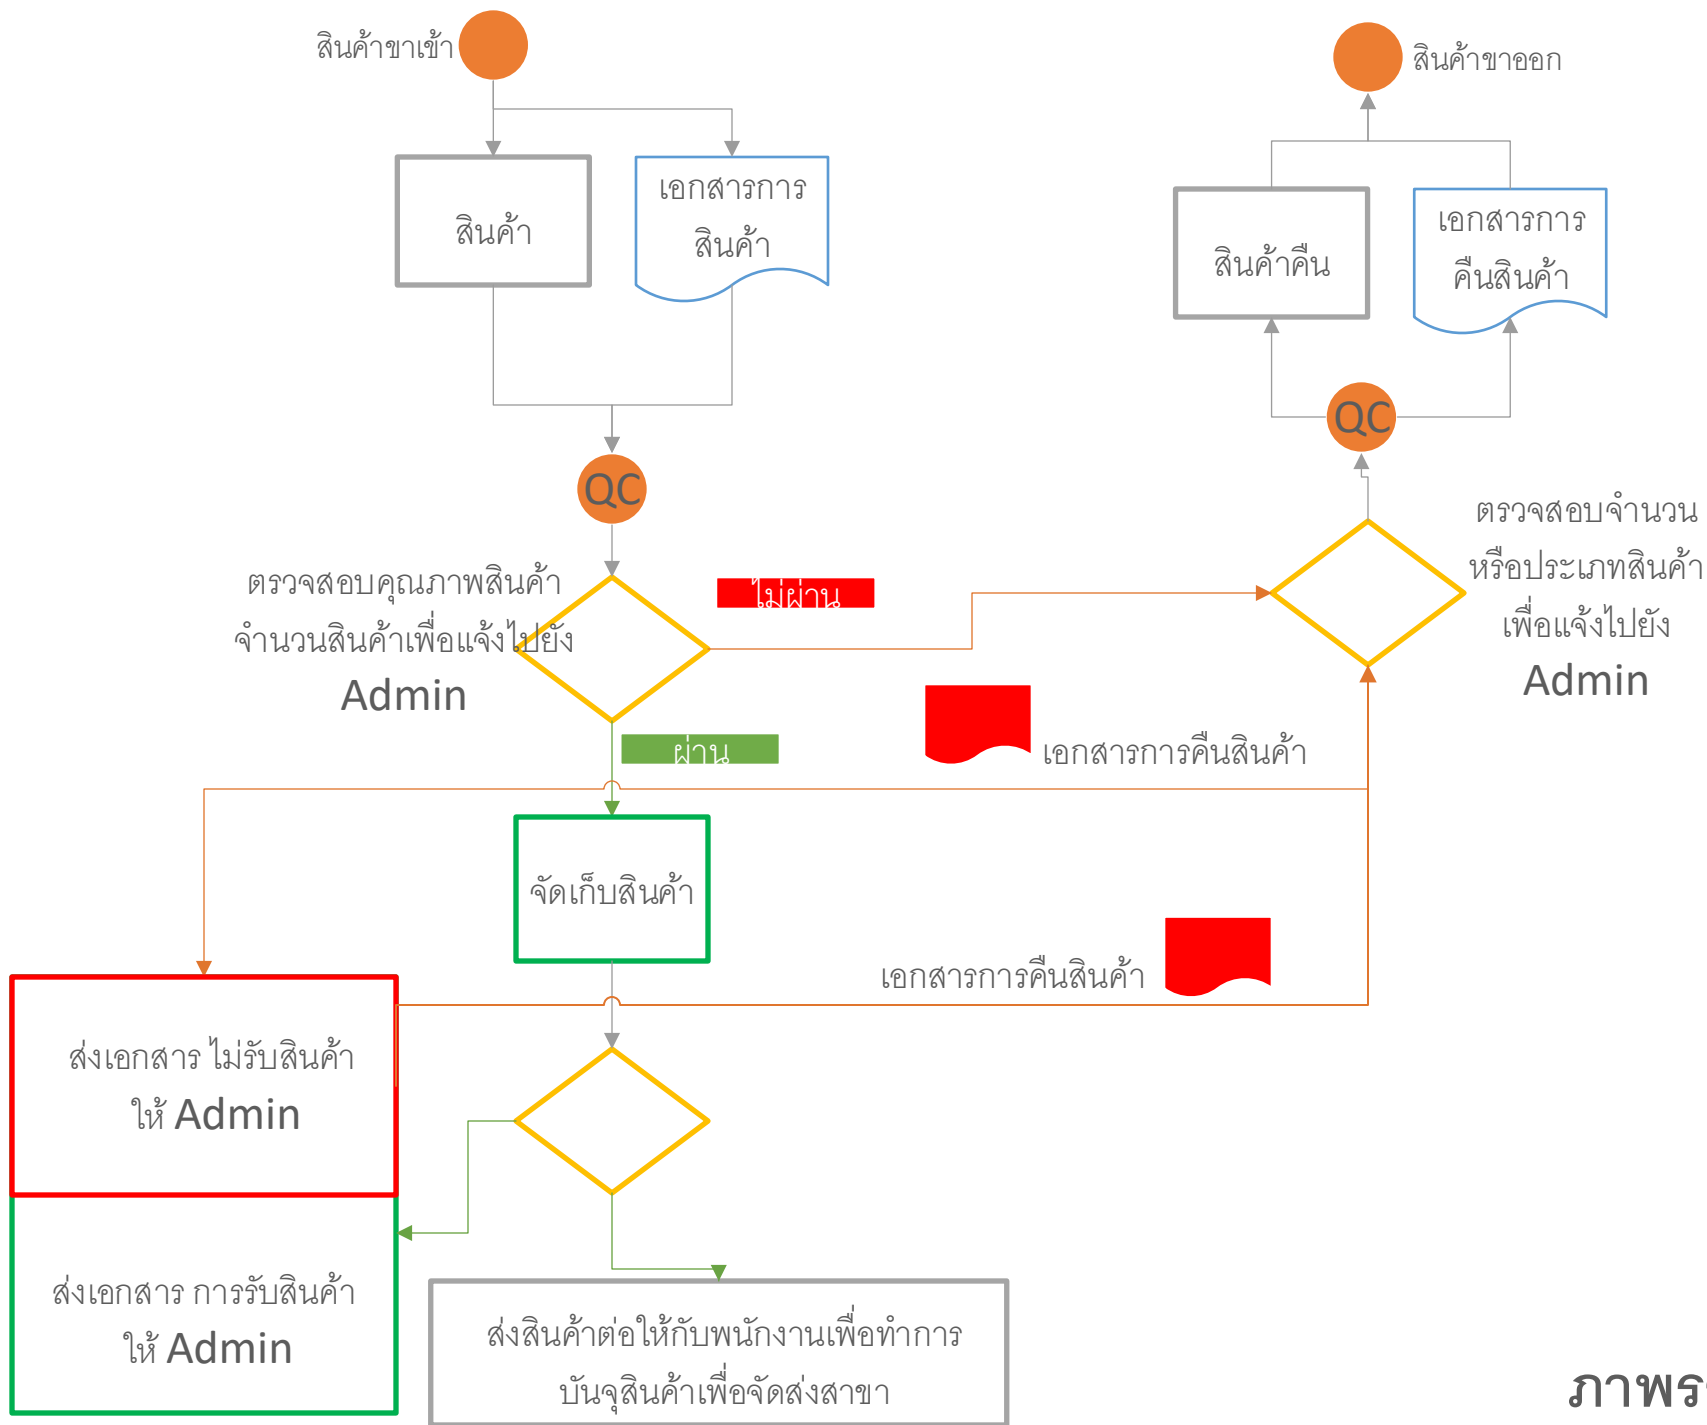 สินค้าขาเข้า
สินค้าขาออก
สินค้า
เอกสารการ
สินค้า
สินค้าคืน
เอกสารการ
คืนสินค้า
QC
QC
ตรวจสอบคุณภาพสินค้า
จำนวนสินค้าเพื่อแจ้งไปยัง
Admin
ไม่ผ่าน
ตรวจสอบจำนวน
หรือประเภทสินค้า
เพื่อแจ้งไปยัง
Admin
ผ่าน
เอกสารการคืนสินค้า
จัดเก็บสินค้า
เอกสารการคืนสินค้า
ส่งเอกสาร ไม่รับสินค้า
ให้ Admin
ส่งเอกสาร การรับสินค้า
ให้ Admin
ส่งสินค้าต่อให้กับพนักงานเพื่อทำการ
บันจุสินค้าเพื่อจัดส่งสาขา